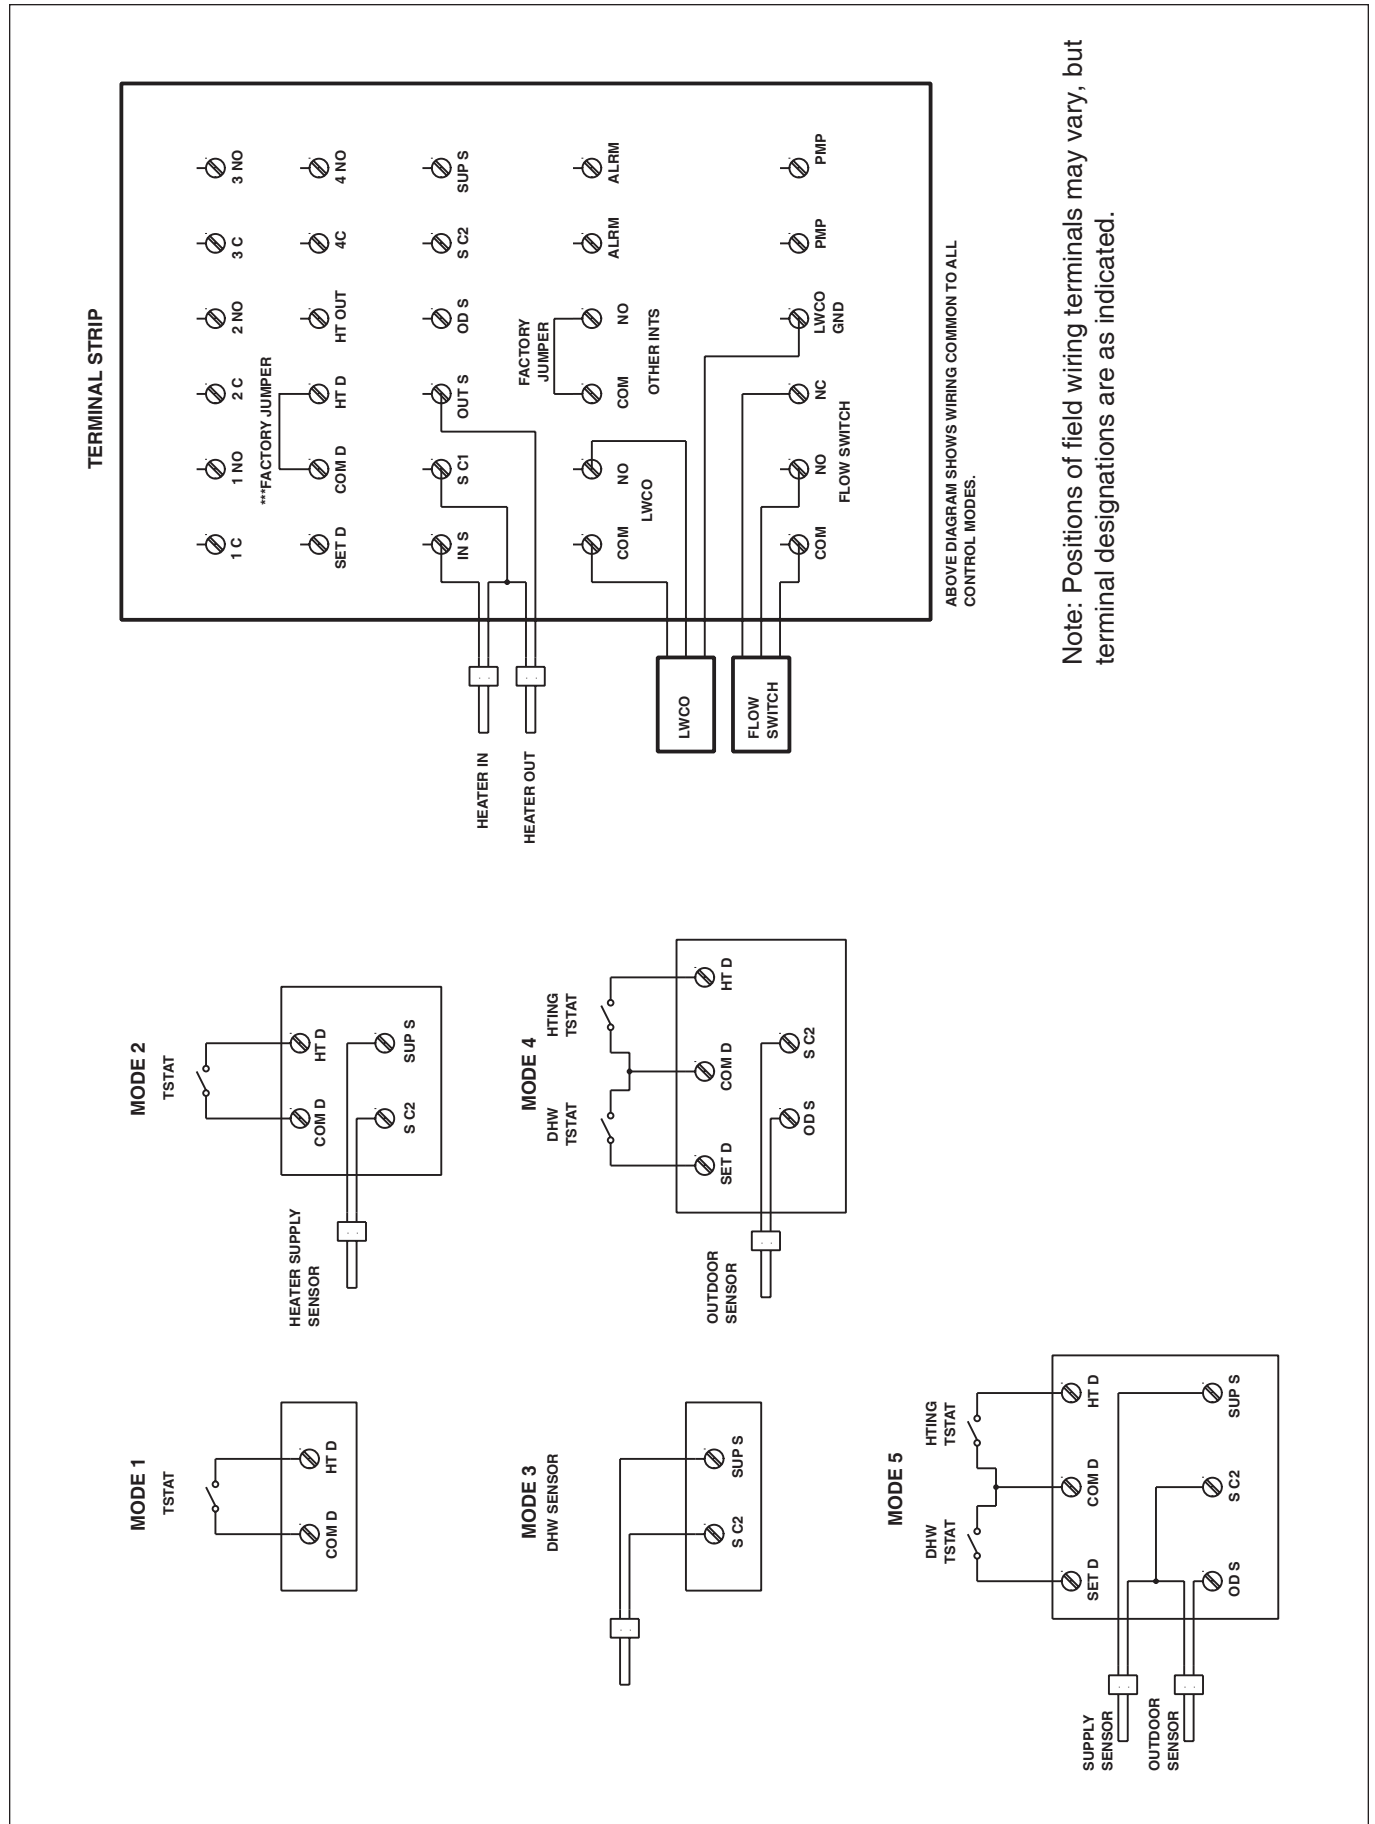 TERMINAL STRIP
1 C
1 NO
2 C
2 NO
3 C
3 NO
***FACTORY JUMPER
SET D
COM D
HT D
HT OUT
4C
4 NO
IN S
S C1
OUT S
OD S
S C2
SUP S
FACTORY
JUMPER
COM
NO
LWCO
COM
NO
OTHER INTS
ALRM
ALRM
COM
NO
NC
FLOW SWITCH
LWCO
GND
PMP
PMP
HEATER IN
HEATER OUT
LWCO
FLOW
SWITCH
ABOVE DIAGRAM SHOWS WIRING COMMON TO ALL
CONTROL MODES.
Note: Positions of field wiring terminals may vary, but
terminal designations are as indicated.
MODE 1
TSTAT
COM D
HT D
MODE 2
TSTAT
COM D
HT D
S C2
SUP S
HEATER SUPPLY
SENSOR
MODE 3
DHW SENSOR
S C2
SUP S
MODE 4
DHW
TSTAT
HTING
TSTAT
SET D
COM D
HT D
OD S
S C2
OUTDOOR
SENSOR
MODE 5
DHW
TSTAT
HTING
TSTAT
SET D
COM D
HT D
OD S
S C2
SUP S
SUPPLY
SENSOR
OUTDOOR
SENSOR